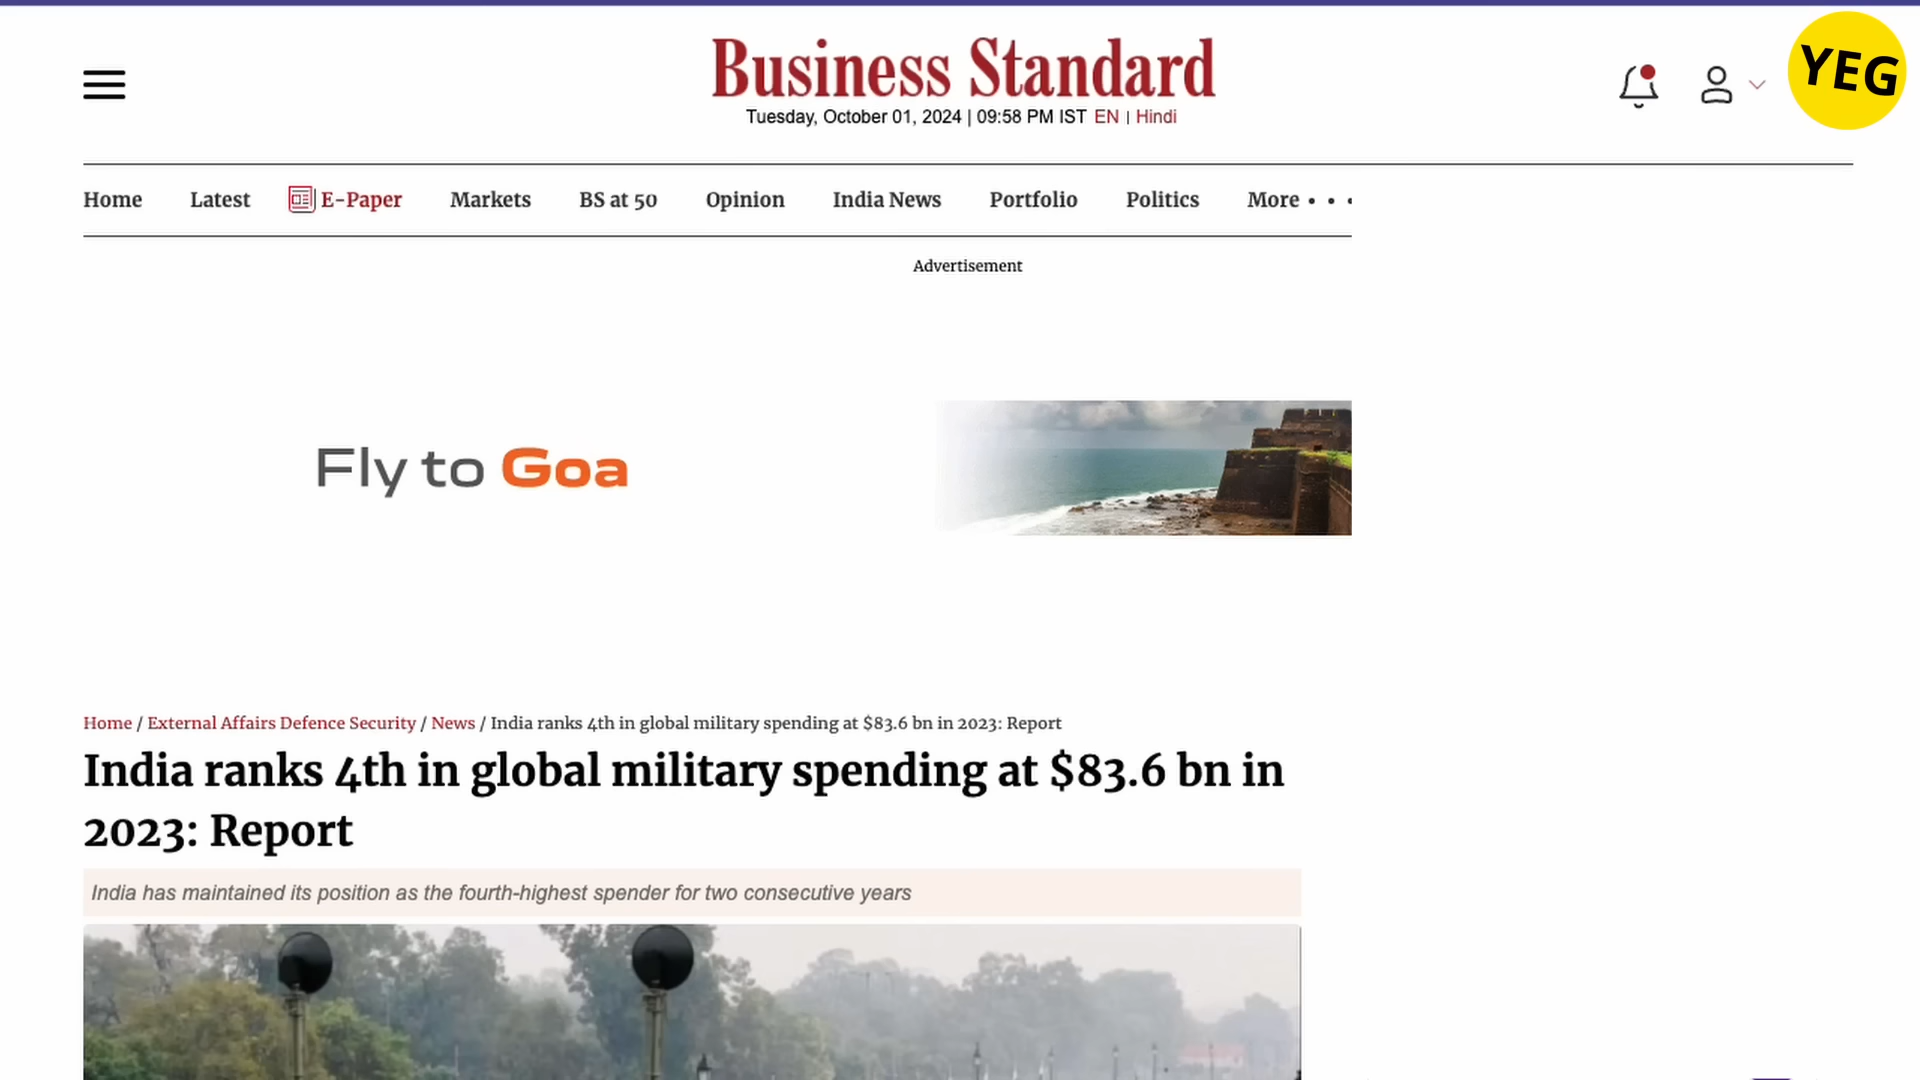 Business Standard
YEG
Tuesday, October 01, 2024 | 09:58 PM IST EN | Hindi
Home Latest E-Paper Markets BS at 50 Opinion India News Portfolio Politics More
Advertisement
Fly to Goa
Home / External Affairs Defence Security / News / India ranks 4th in global military spending at $83.6 bn in 2023: Report
India ranks 4th in global military spending at $83.6 bn in
2023: Report
India has maintained its position as the fourth-highest spender for two consecutive years